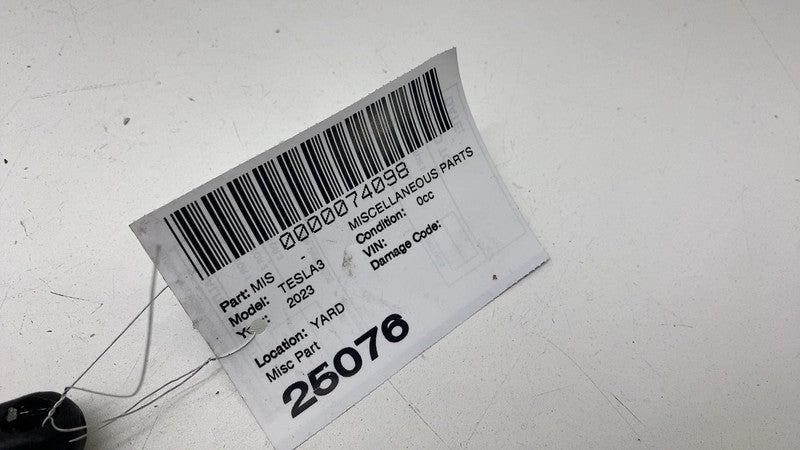 0000074098
Part: MIS - MISCELLANEOUS PARTS
Model: TESLA3 Condition: 0cc
2023 VIN:
Damage Code:
Location: YARD
Misc Part
25076